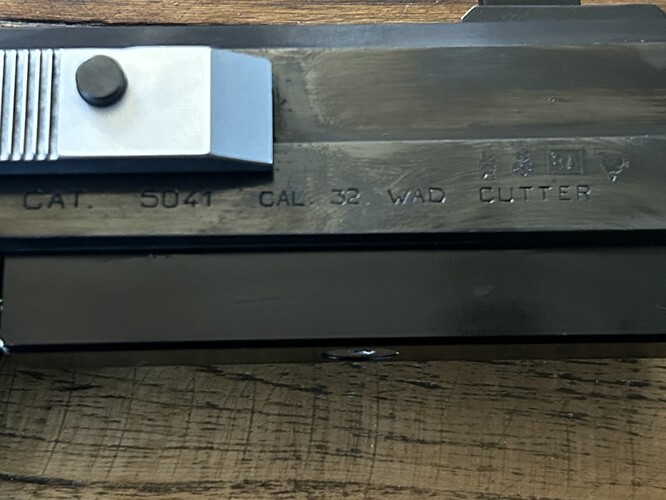 CAT. 5041 CAL. 32. WAD CUTTER